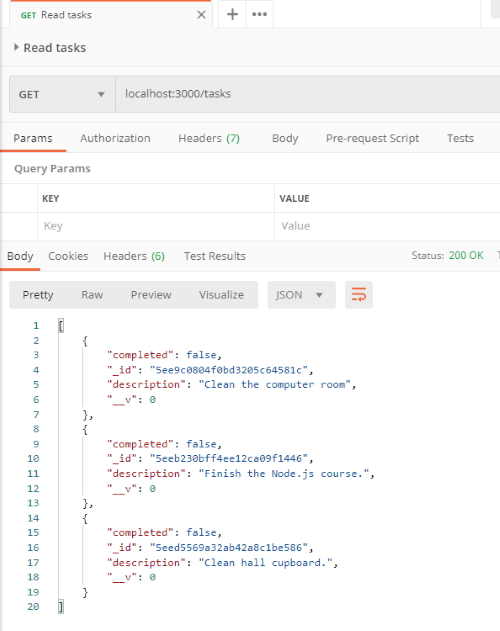 GET Read tasks
Read tasks
GET localhost:3000/tasks
Params Authorization Headers (7) Body Pre-request Script Tests
Query Params
KEY VALUE
Key Value
Body Cookies Headers (6) Test Results Status: 200 OK
Pretty Raw Preview Visualize JSON
1 [
2 {
3 "completed": false,
4 "_id": "5ee9c0804f0bd3205c64581c",
5 "description": "Clean the computer room",
6 "__v": 0
7 },
8 {
9 "completed": false,
10 "_id": "5eeb230bff4ee12ca09f1446",
11 "description": "Finish the Node.js course.",
12 "__v": 0
13 },
14 {
15 "completed": false,
16 "_id": "5eed5569a32ab42a8c1be586",
17 "description": "Clean hall cupboard.",
18 "__v": 0
19 }
20 ]